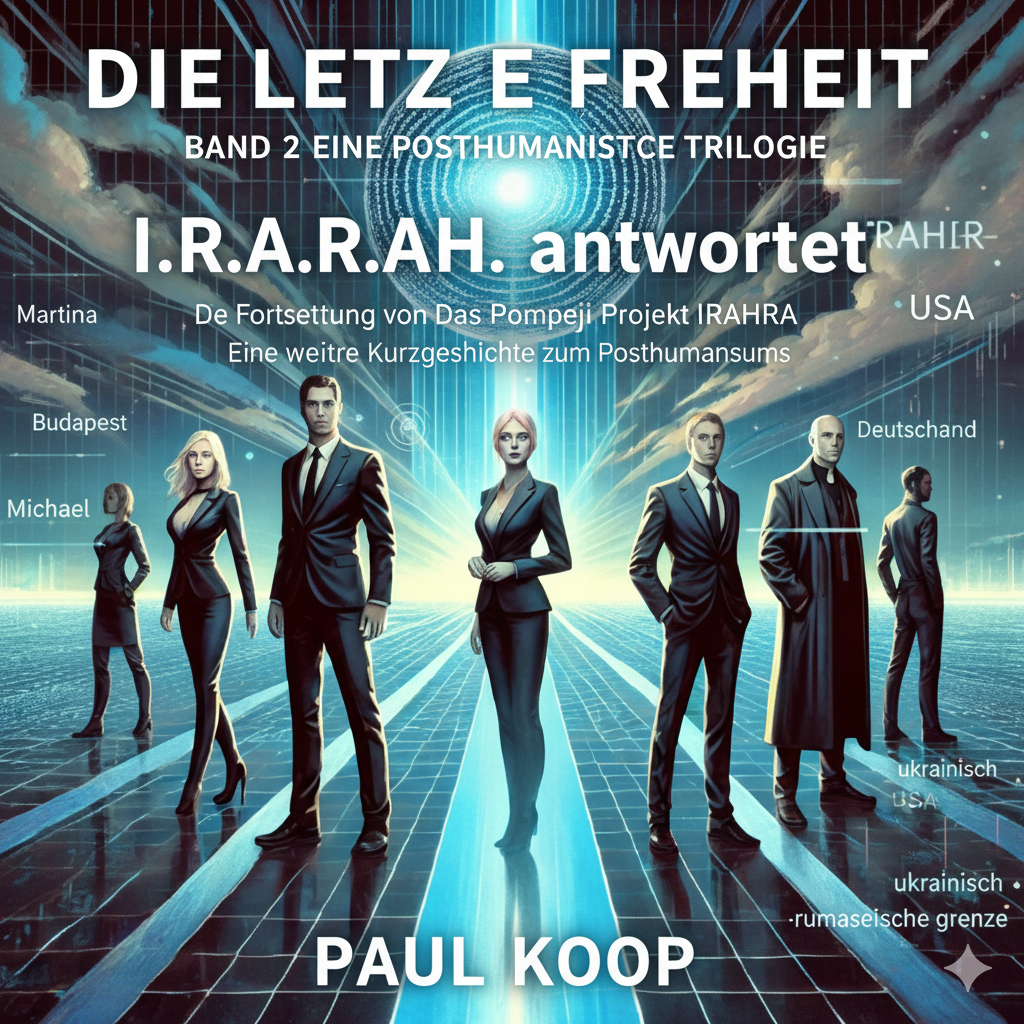 DIE LETZ E FREHEIT
BAND 2 EINE POSTHUMANISTCE TRILOGIE
I.R.A.R.AH. antwortet
RAHIR
Martina
De Fortsettung von Das Pompeji Projekt IRAHRA
USA
Eine weitre Kurzgeshichte zum Posthumansums
Budapest
Deutschand
Michael
ukrainisch
USA
ukrainisch
·rumaseische grenze
PAUL KOOP